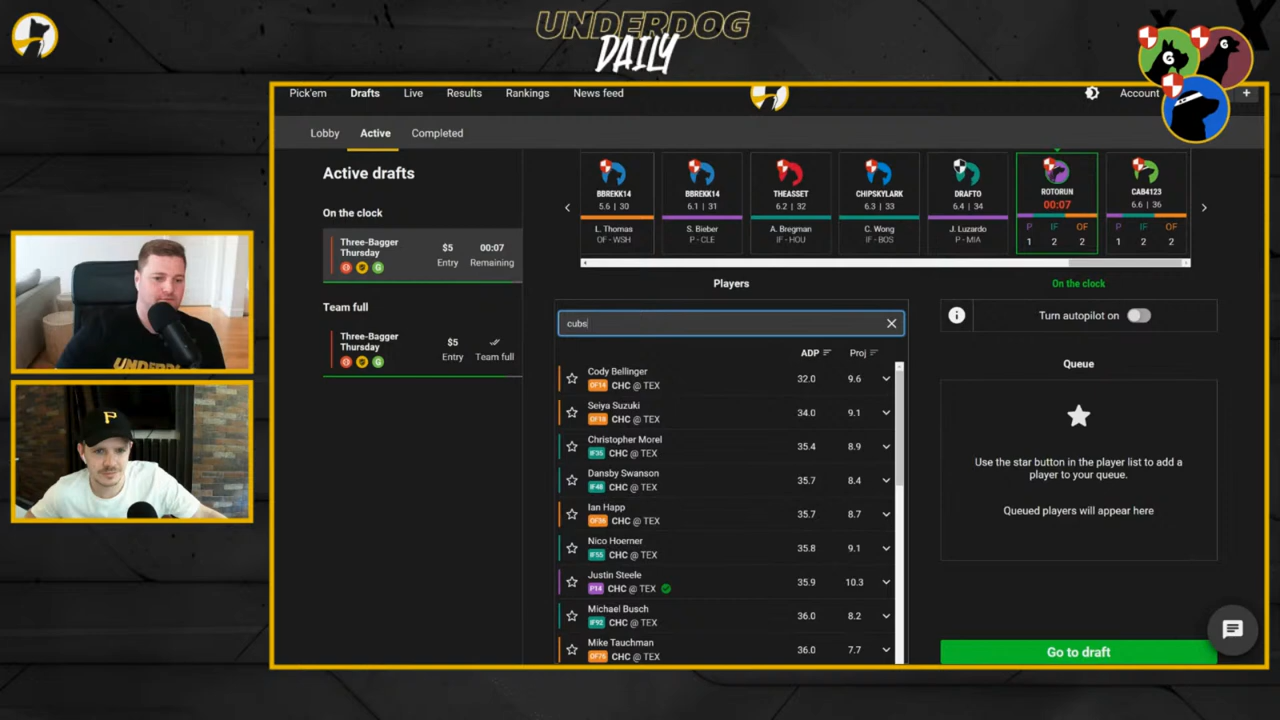 UNDERDOG
DAILY
Pick'em Drafts Live Results Rankings News feed Account +
Lobby Active Completed
Active drafts
On the clock
Three-Bagger
Thursday
$5
Entry
00:07
Remaining
Team full
Three-Bagger
Thursday
$5
Entry
Team full
BBREKK14
5.6 | 30
L. Thomas
OF - WSH
BBREKK14
6.1 | 31
S. Bieber
P - CLE
THEASSET
6.2 | 32
A. Bregman
IF - HOU
CHIPSKYLARK
6.3 | 33
C. Wong
IF - BOS
DRAFTO
6.4 | 34
J. Luzardo
P - MIA
ROTORUN
00:07
P IF OF
1 2 2
CAB4123
6.6 | 36
P IF OF
1 2 2
Players
cubs
ADP Proj
Cody Bellinger
OF14 CHC @ TEX 32.0 9.6
Seiya Suzuki
OF19 CHC @ TEX 34.0 9.1
Christopher Morel
IF35 CHC @ TEX 35.4 8.9
Dansby Swanson
IF48 CHC @ TEX 35.7 8.4
Ian Happ
OF36 CHC @ TEX 35.7 8.7
Nico Hoerner
IF55 CHC @ TEX 35.8 9.1
Justin Steele
P14 CHC @ TEX 35.9 10.3
Michael Busch
IF92 CHC @ TEX 36.0 8.2
Mike Tauchman
OF75 CHC @ TEX 36.0 7.7
On the clock
Turn autopilot on
Queue
Use the star button in the player list to add a
player to your queue.
Queued players will appear here
Go to draft
G
G
P